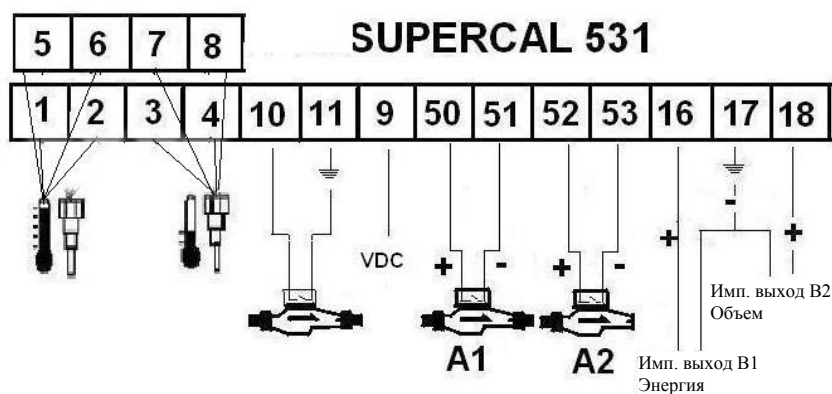 SUPERCAL 531
5 6 7 8
1 2 3 4 10 11 9 50 51 52 53 16 17 18
VDC
+ - + - + - +
A1 A2
Имп. выход B2
Объем
Имп. выход B1
Энергия